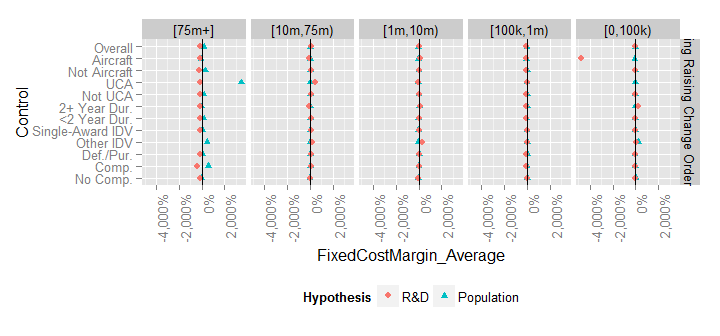 [75m+] [10m,75m) [1m,10m) [100k,1m) [0,100k)
Control
Overall
Aircraft
Not Aircraft
UCA
Not UCA
2+ Year Dur.
<2 Year Dur.
Single-Award IDV
Other IDV
Def./Pur.
Comp.
No Comp.
Raising Change Order
-4,000% -2,000% 0% 2,000% -4,000% -2,000% 0% 2,000% -4,000% -2,000% 0% 2,000% -4,000% -2,000% 0% 2,000% -4,000% -2,000% 0% 2,000%
FixedCostMargin_Average
Hypothesis R&D Population